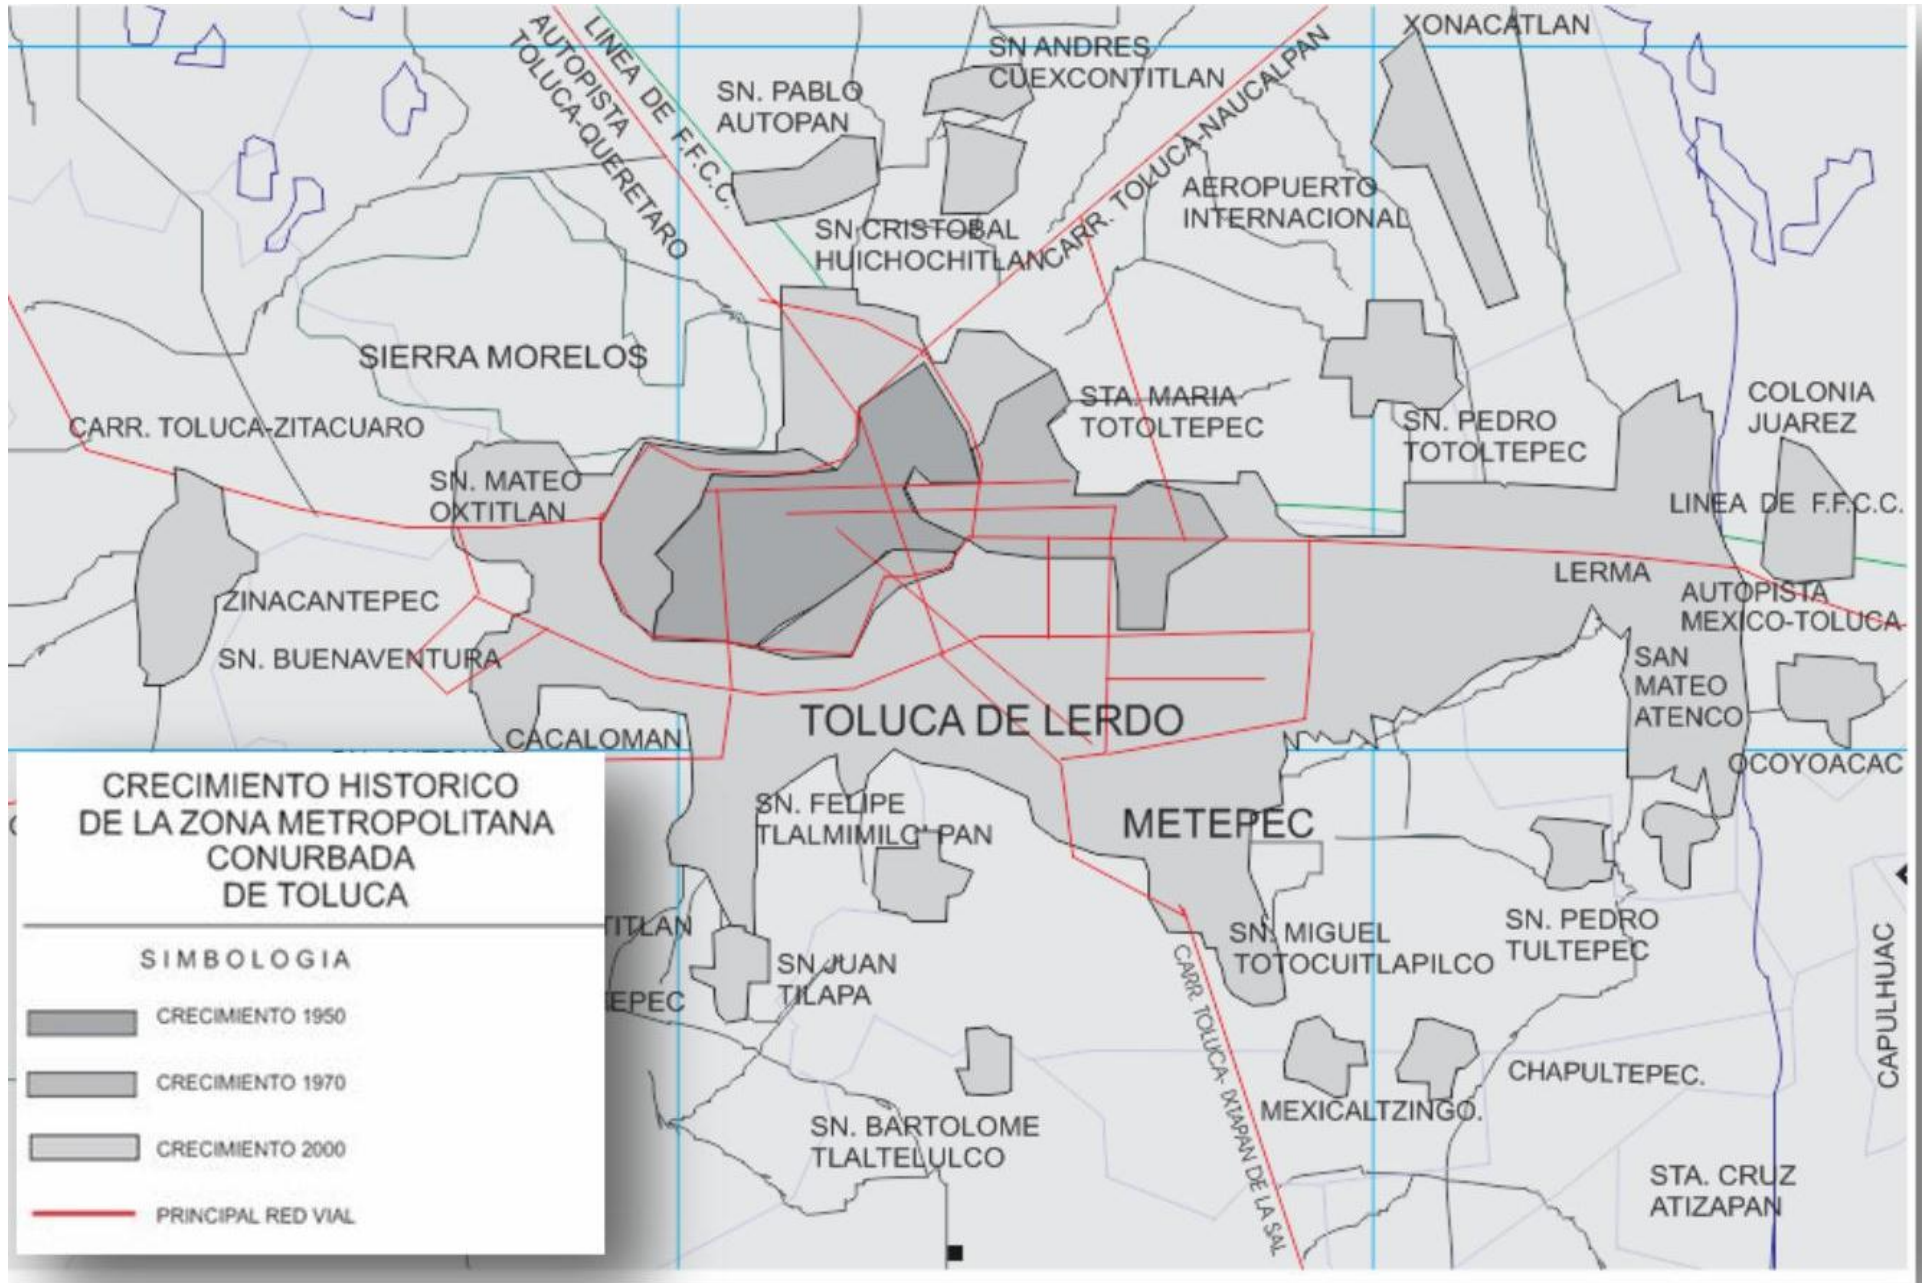 XONACATLAN
LINEA DE F.F.C.C.
AUTOPISTA
TOLUCA-QUERETARO
SN ANDRES
CUEXCONTITLAN
CARR. TOLUCA-NAUCALPAN
SN. PABLO
AUTOPAN
AEROPUERTO
INTERNACIONAL
SN CRISTOBAL
HUICHOCHITLAN
SIERRA MORELOS
STA. MARIA
TOTOLTEPEC
COLONIA
JUAREZ
CARR. TOLUCA-ZITACUARO
SN. PEDRO
TOTOLTEPEC
SN. MATEO
OXTITLAN
LINEA DE F.F.C.C.
LERMA
AUTOPISTA
MEXICO-TOLUCA
ZINACANTEPEC
SN. BUENAVENTURA
SAN
MATEO
ATENCO
TOLUCA DE LERDO
CACALOMAN
OCOYOACAC
SN. FELIPE
TLALMIMILC PAN
METEPEC
TITLAN
SN. MIGUEL
TOTOCUITLAPILCO
SN. PEDRO
TULTEPEC
SN JUAN
TILAPA
EPEC
CARR. TOLUCA- IXTAPAN DE LA SAL
CAPULHUAC
CHAPULTEPEC.
MEXICALTZINGO.
SN. BARTOLOME
TLALTELULCO
STA. CRUZ
ATIZAPAN
CRECIMIENTO HISTORICO
DE LA ZONA METROPOLITANA
CONURBADA
DE TOLUCA
SIMBOLOGIA
CRECIMIENTO 1950
CRECIMIENTO 1970
CRECIMIENTO 2000
PRINCIPAL RED VIAL